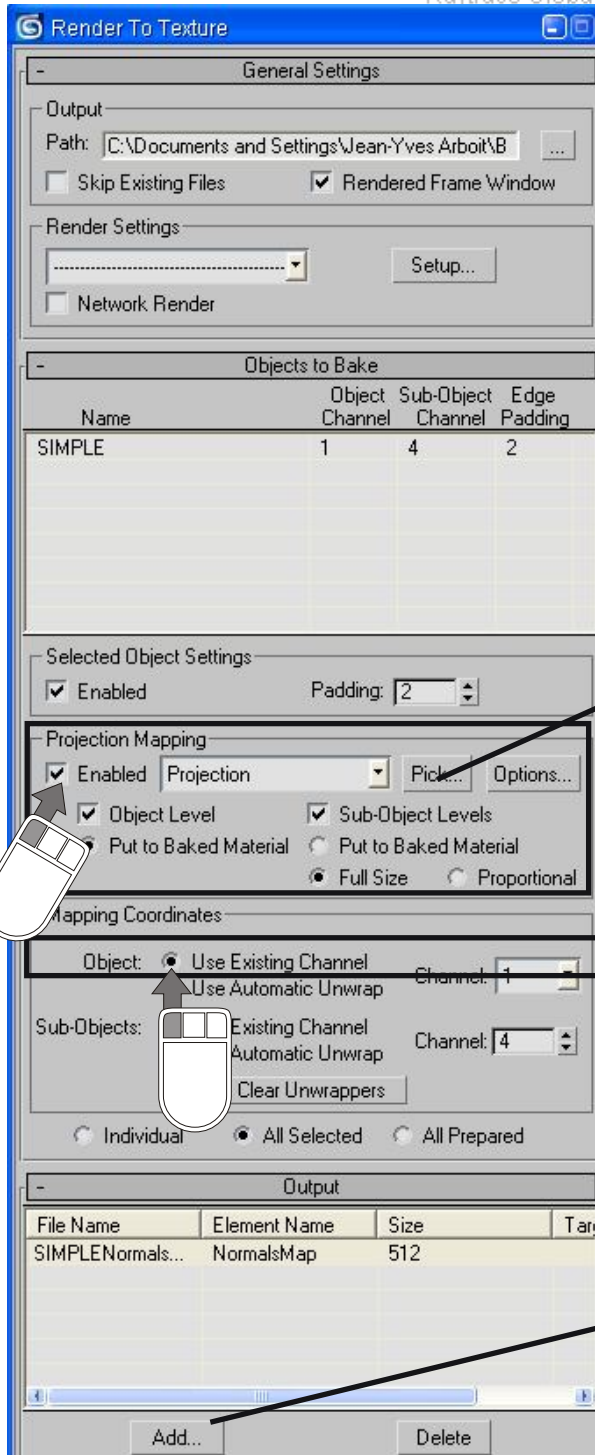 Render To Texture
- General Settings
Output
Path: C:\Documents and Settings\Jean-Yves Arboit\B ...
Skip Existing Files Rendered Frame Window
Render Settings
Setup...
Network Render
- Objects to Bake
Object Sub-Object Edge
Name Channel Channel Padding
SIMPLE 1 4 2
Selected Object Settings
Enabled Padding: 2
Projection Mapping
Enabled Projection Pick... Options...
Object Level Sub-Object Levels
Put to Baked Material Put to Baked Material
Full Size Proportional
Mapping Coordinates
Object: Use Existing Channel
Use Automatic Unwrap Channel: 1
Sub-Objects: Existing Channel
Automatic Unwrap Channel: 4
Clear Unwrappers
Individual All Selected All Prepared
- Output
File Name Element Name Size Targ
SIMPLENormals... NormalsMap 512
Add... Delete